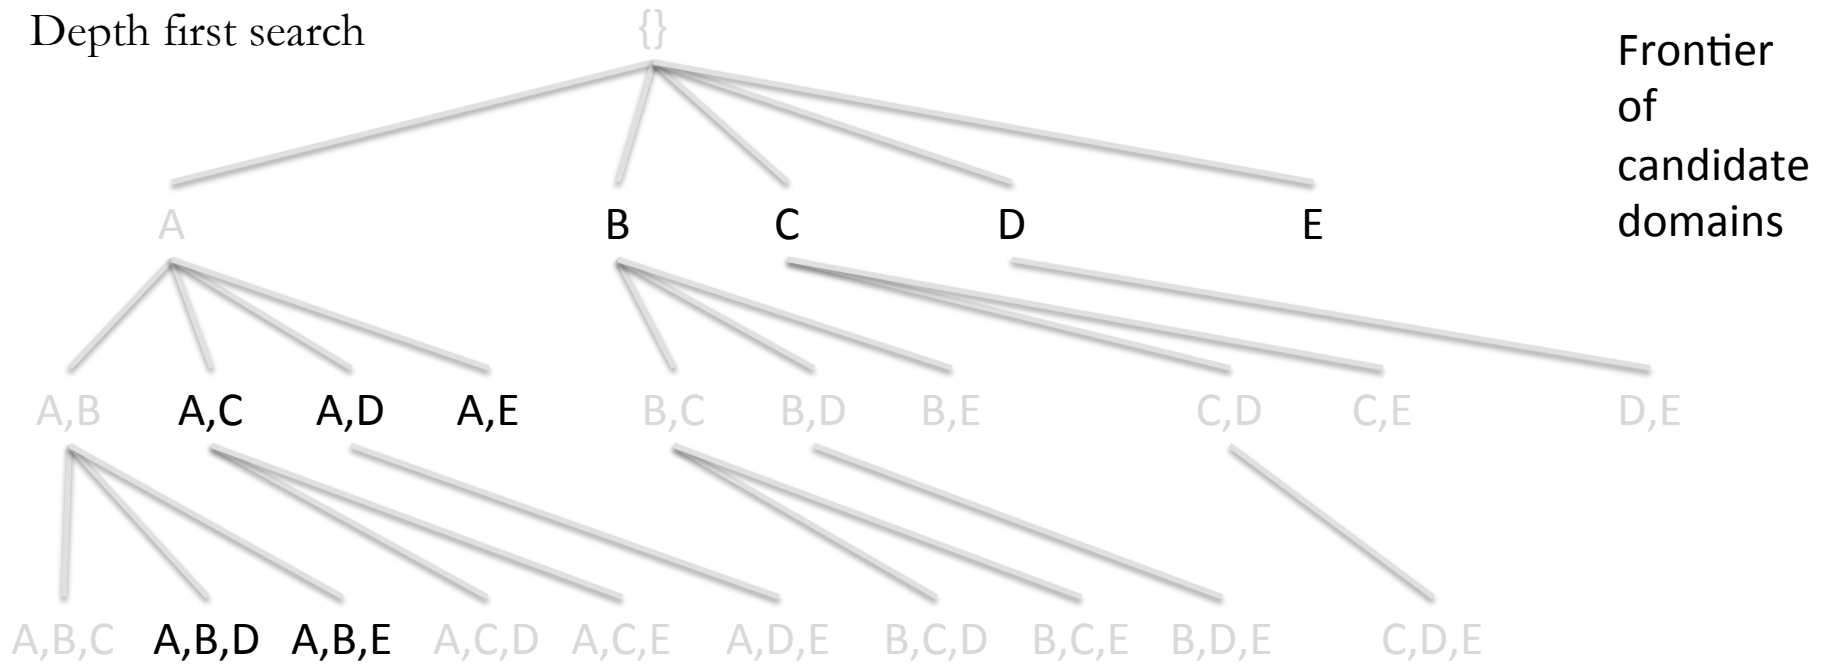 Depth first search
{}
Frontier
of
candidate
domains
A B C D E
A,B A,C A,D A,E B,C B,D B,E C,D C,E D,E
A,B,C A,B,D A,B,E A,C,D A,C,E A,D,E B,C,D B,C,E B,D,E C,D,E